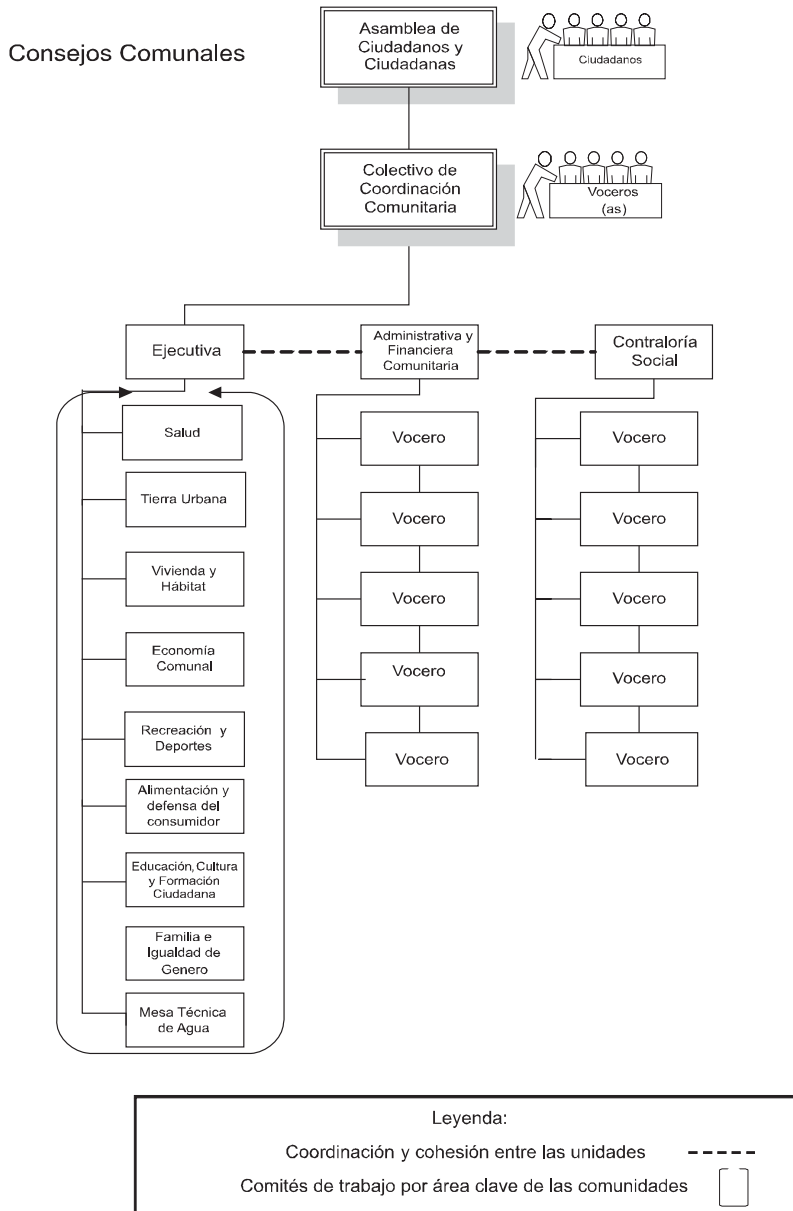 Consejos Comunales
Asamblea de
Ciudadanos y
Ciudadanas
Ciudadanos
Colectivo de
Coordinación
Comunitaria
Voceros
(as)
Ejecutiva
Administrativa y
Financiera
Comunitaria
Contraloría
Social
Salud
Tierra Urbana
Vivienda y
Hábitat
Economía
Comunal
Recreación y
Deportes
Alimentación y
defensa del
consumidor
Educación, Cultura
y Formación
Ciudadana
Familia e
Igualdad de
Genero
Mesa Técnica
de Agua
Vocero
Vocero
Vocero
Vocero
Vocero
Vocero
Vocero
Vocero
Vocero
Vocero
Leyenda:
Coordinación y cohesión entre las unidades
Comités de trabajo por área clave de las comunidades